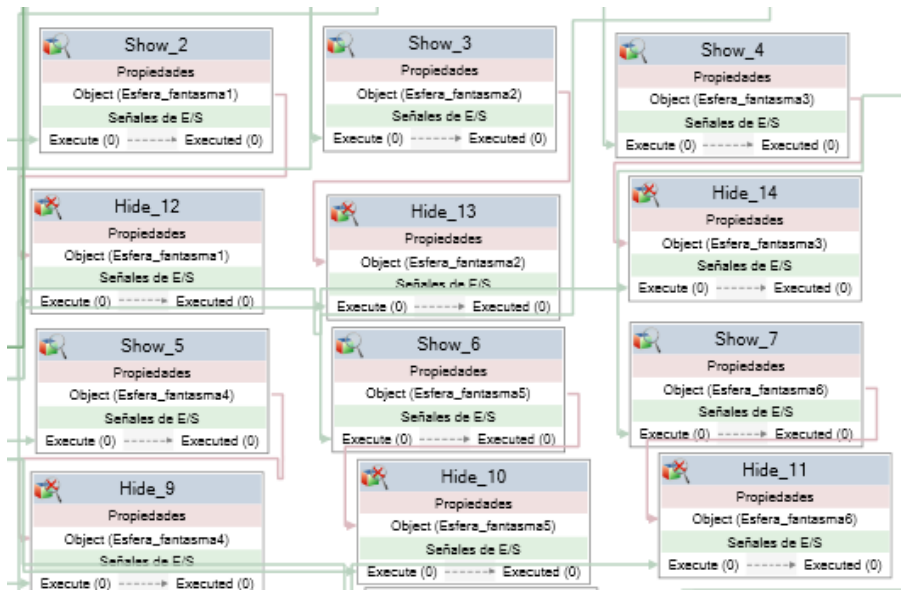 Show_2
Propiedades
Object (Esfera_fantasma1)
Señales de E/S
Execute (0) Executed (0)
Show_3
Propiedades
Object (Esfera_fantasma2)
Señales de E/S
Execute (0) Executed (0)
Show_4
Propiedades
Object (Esfera_fantasma3)
Señales de E/S
Execute (0) Executed (0)
Hide_12
Propiedades
Object (Esfera_fantasma1)
Señales de E/S
Execute (0) Executed (0)
Hide_13
Propiedades
Object (Esfera_fantasma2)
Señales de E/S
Execute (0) Executed (0)
Hide_14
Propiedades
Object (Esfera_fantasma3)
Señales de E/S
Execute (0) Executed (0)
Show_5
Propiedades
Object (Esfera_fantasma4)
Señales de E/S
Execute (0) Executed (0)
Show_6
Propiedades
Object (Esfera_fantasma5)
Señales de E/S
Execute (0) Executed (0)
Show_7
Propiedades
Object (Esfera_fantasma6)
Señales de E/S
Execute (0) Executed (0)
Hide_9
Propiedades
Object (Esfera_fantasma4)
Señales de E/S
Execute (0) Executed (0)
Hide_10
Propiedades
Object (Esfera_fantasma5)
Señales de E/S
Execute (0) Executed (0)
Hide_11
Propiedades
Object (Esfera_fantasma6)
Señales de E/S
Execute (0) Executed (0)